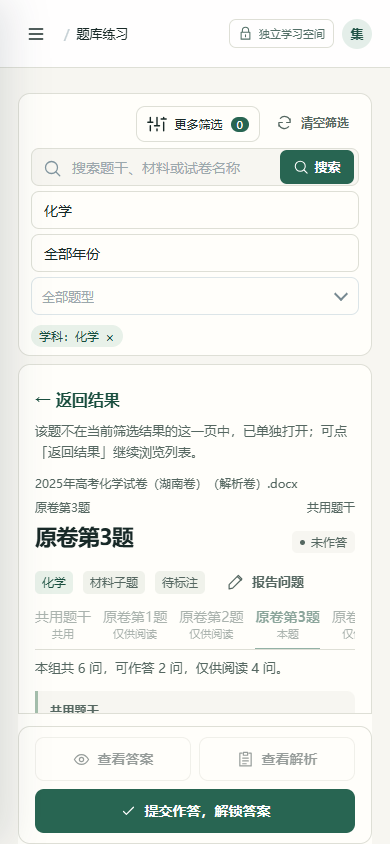 / 题库练习
独立学习空间
集
更多筛选 0
清空筛选
搜索题干、材料或试卷名称
搜索
化学
全部年份
全部题型
学科：化学 ×
← 返回结果
该题不在当前筛选结果的这一页中，已单独打开；可点
「返回结果」继续浏览列表。
2025年高考化学试卷（湖南卷）（解析卷）.docx
原卷第3题 共用题干
原卷第3题
未作答
化学 材料子题 待标注 报告问题
共用题干 原卷第1题 原卷第2题 原卷第3题 原卷
共用 仅供阅读 仅供阅读 本题 仅
本组共 6 问，可作答 2 问，仅供阅读 4 问。
共用题干
查看答案
查看解析
提交作答，解锁答案